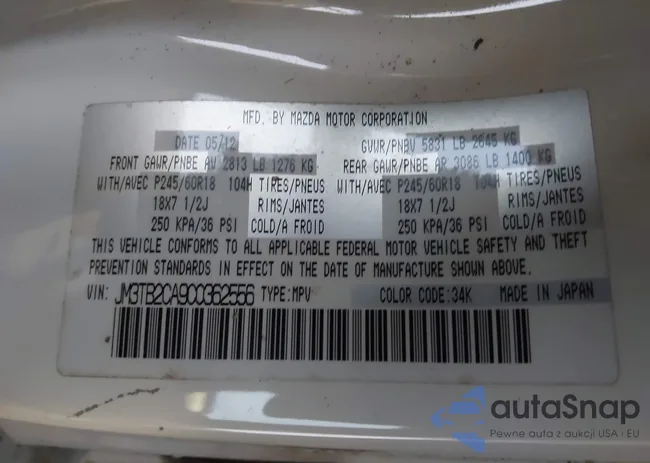 MFD. BY MAZDA MOTOR CORPORATION
DATE 05/12 GVWR/PNBV 5831 LB 2645 KG
FRONT GAWR/PNBE AV 2813 LB 1276 KG REAR GAWR/PNBE AR 3086 LB 1400 KG
WITH/AVEC P245/60R18 104H TIRES/PNEUS WITH/AVEC P245/60R18 104H TIRES/PNEUS
18X7 1/2J RIMS/JANTES 18X7 1/2J RIMS/JANTES
250 KPA/36 PSI COLD/A FROID 250 KPA/36 PSI COLD/A FROID
THIS VEHICLE CONFORMS TO ALL APPLICABLE FEDERAL MOTOR VEHICLE SAFETY AND THEFT
PREVENTION STANDARDS IN EFFECT ON THE DATE OF MANUFACTURE SHOWN ABOVE.
VIN: JM3TB2CA9C0362556 TYPE:MPV COLOR CODE:34K MADE IN JAPAN
autaSnap
Pewne auta z aukcji USA i EU